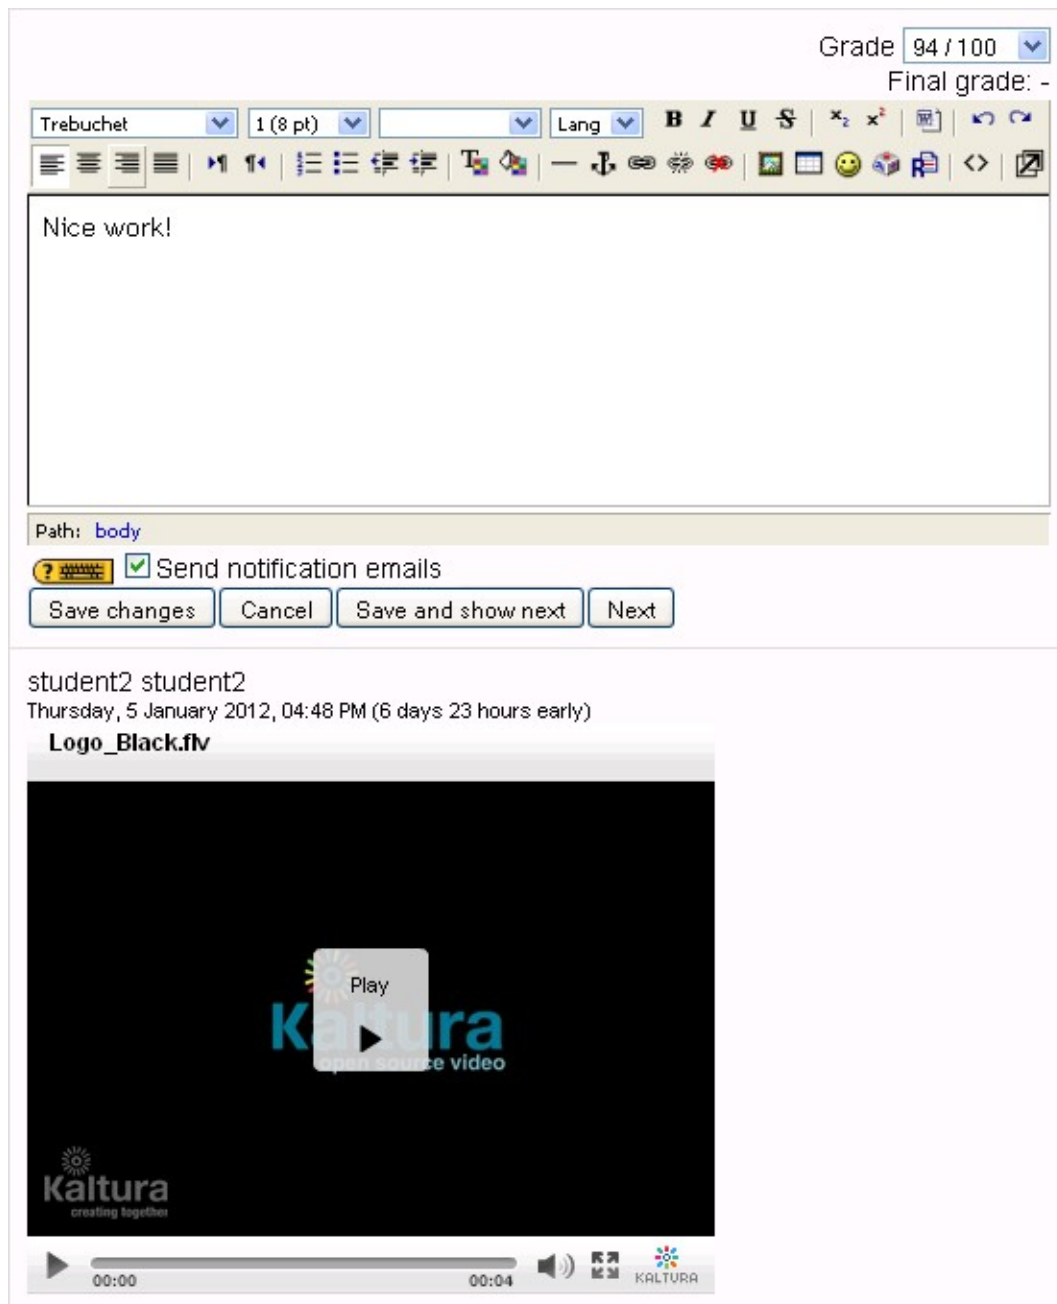 Grade 94 / 100
Final grade: -
Trebuchet 1 (8 pt) Lang B I U S x2 x2
Nice work!
Path: body
? Send notification emails
Save changes Cancel Save and show next Next
student2 student2
Thursday, 5 January 2012, 04:48 PM (6 days 23 hours early)
Logo_Black.flv
Play
Kaltura
open source video
Kaltura
creating together
00:00 00:04
KALTURA